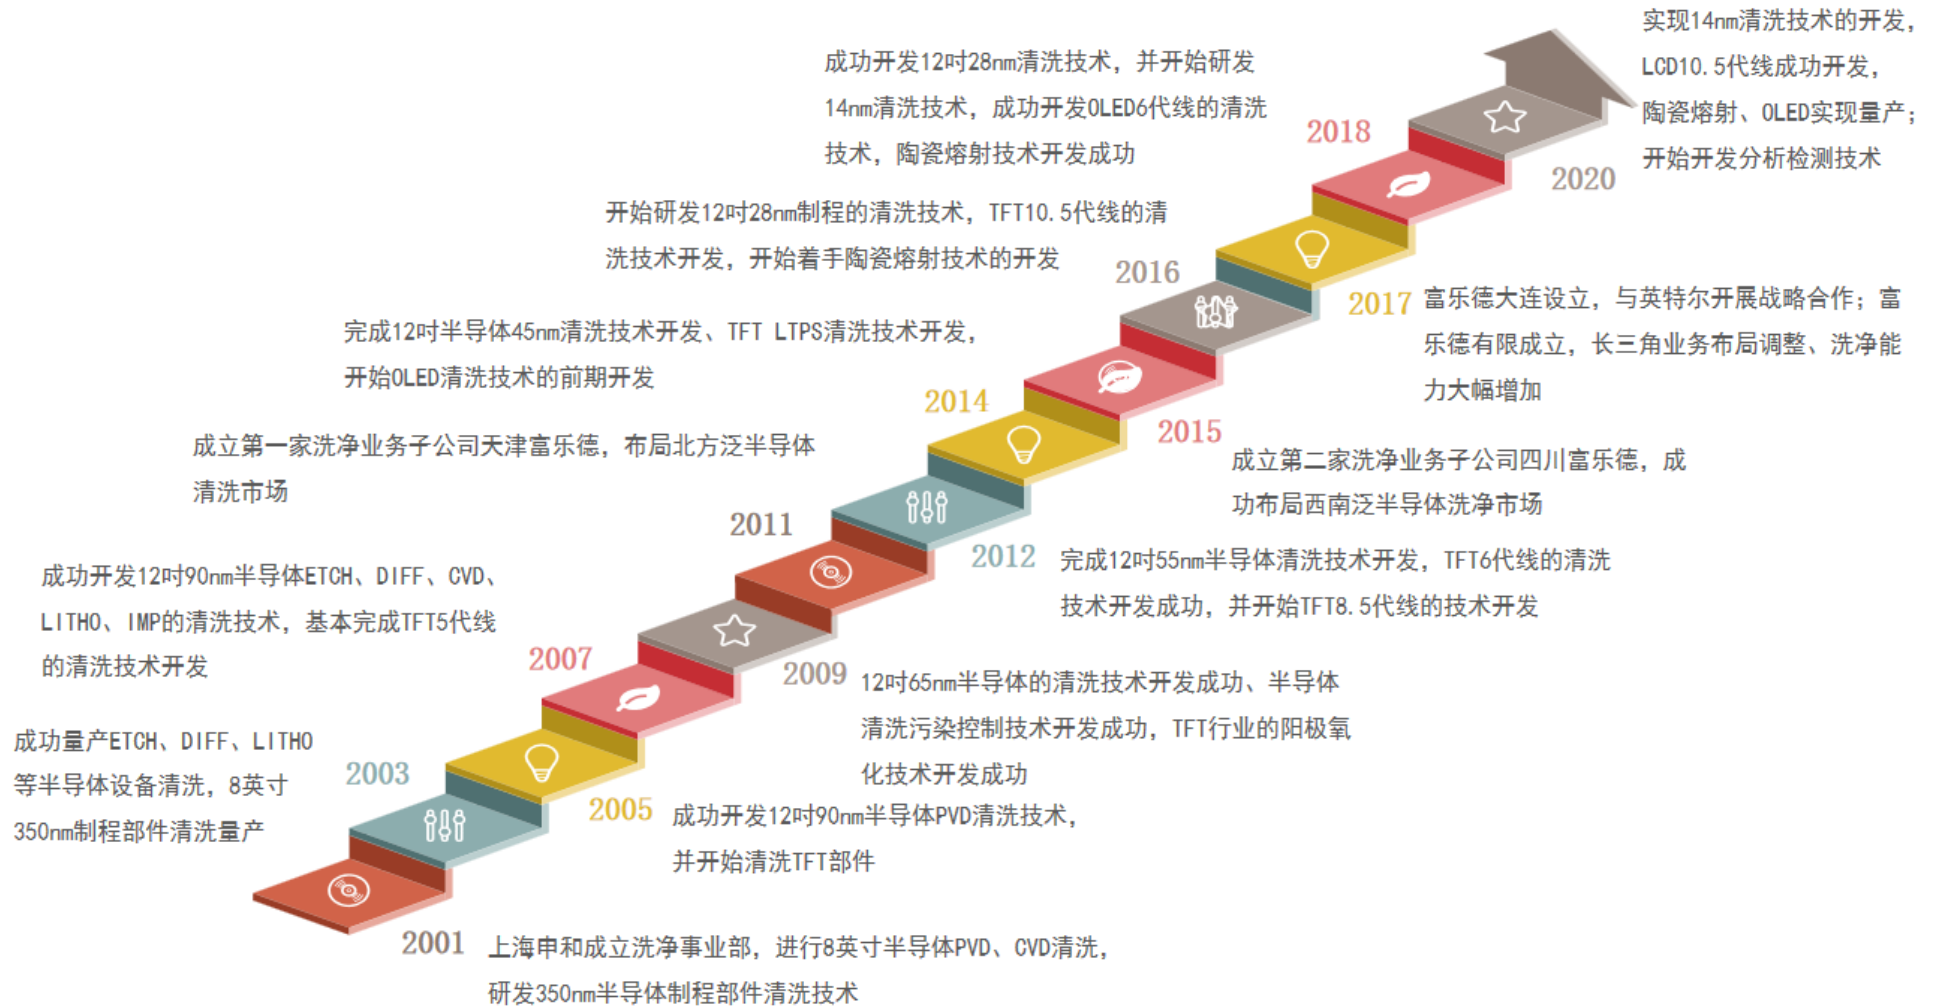 实现14nm清洗技术的开发，
LCD10.5代线成功开发，
陶瓷熔射、OLED实现量产；
开始开发分析检测技术
2020
成功开发12吋28nm清洗技术，并开始研发
14nm清洗技术，成功开发OLED6代线的清洗
技术，陶瓷熔射技术开发成功
2018
开始研发12吋28nm制程的清洗技术，TFT10.5代线的清
洗技术开发，开始着手陶瓷熔射技术的开发
2016
2017
富乐德大连设立，与英特尔开展战略合作；富
乐德有限成立，长三角业务布局调整、洗净能
力大幅增加
完成12吋半导体45nm清洗技术开发、TFT LTPS清洗技术开发，
开始OLED清洗技术的前期开发
2014
2015
成立第二家洗净业务子公司四川富乐德，成
功布局西南泛半导体洗净市场
成立第一家洗净业务子公司天津富乐德，布局北方泛半导体
清洗市场
2011
2012
完成12吋55nm半导体清洗技术开发，TFT6代线的清洗
技术开发成功，并开始TFT8.5代线的技术开发
成功开发12吋90nm半导体ETCH、DIFF、CVD、
LITHO、IMP的清洗技术，基本完成TFT5代线
的清洗技术开发
2007
2009
12吋65nm半导体的清洗技术开发成功、半导体
清洗污染控制技术开发成功，TFT行业的阳极氧
化技术开发成功
成功量产ETCH、DIFF、LITHO
等半导体设备清洗，8英寸
350nm制程部件清洗量产
2003
2005
成功开发12吋90nm半导体PVD清洗技术，
并开始清洗TFT部件
2001
上海申和成立洗净事业部，进行8英寸半导体PVD、CVD清洗，
研发350nm半导体制程部件清洗技术